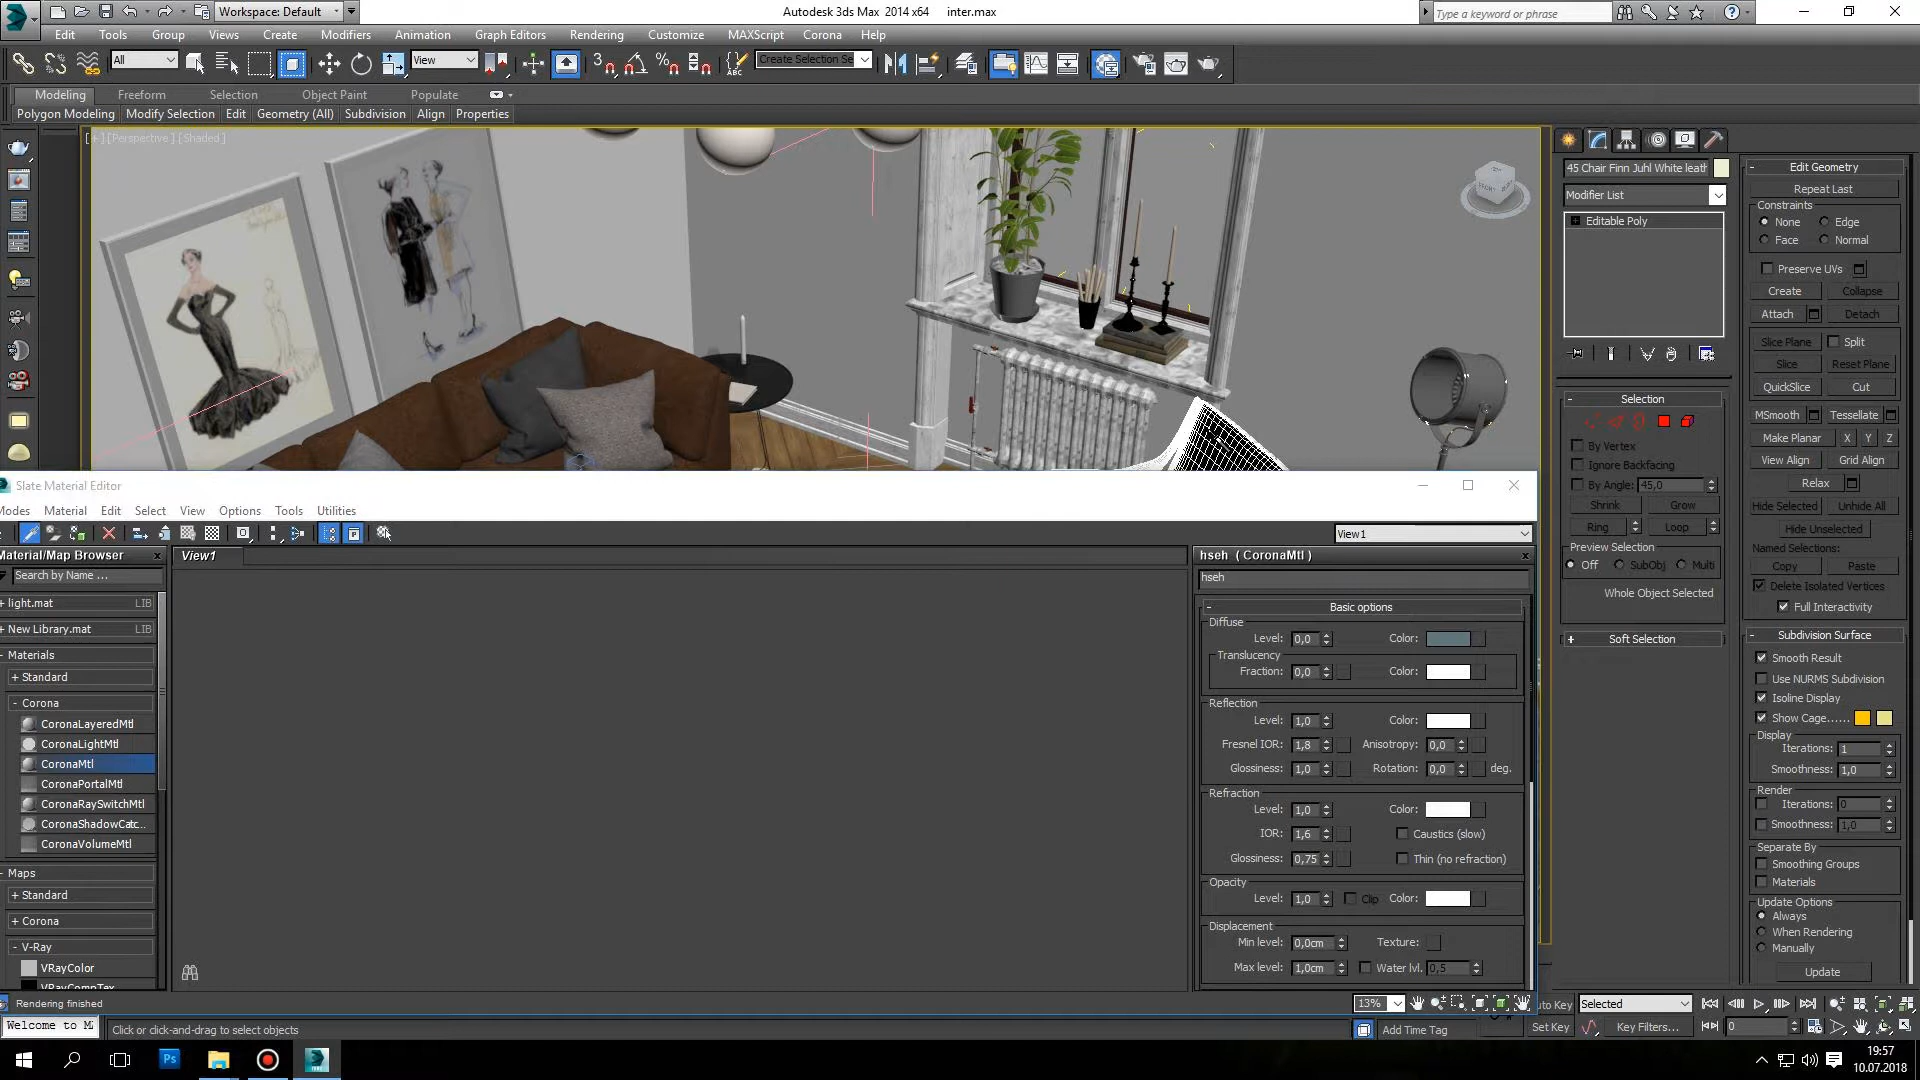 Workspace: Default
Autodesk 3ds Max 2014 x64 inter.max
Type a keyword or phrase
Edit Tools Group Views Create Modifiers Animation Graph Editors Rendering Customize MAXScript Corona Help
All
View
Create Selection Se
Modeling Freeform Selection Object Paint Populate
Polygon Modeling Modify Selection Edit Geometry (All) Subdivision Align Properties
[+] [Perspective] [Shaded]
45 Chair Finn Juhl White leath
Modifier List
Editable Poly
Selection
By Vertex
Ignore Backfacing
By Angle: 45,0
Shrink Grow
Ring Loop
Preview Selection
Off SubObj Multi
Whole Object Selected
+ Soft Selection
- Edit Geometry
Repeat Last
Constraints
None Edge
Face Normal
Preserve UVs
Create Collapse
Attach Detach
Slice Plane Split
Slice Reset Plane
QuickSlice Cut
MSmooth Tessellate
Make Planar X Y Z
View Align Grid Align
Relax
Hide Selected Unhide All
Hide Unselected
Named Selections:
Copy Paste
Delete Isolated Vertices
Full Interactivity
- Subdivision Surface
Smooth Result
Use NURMS Subdivision
Isoline Display
Show Cage......
Display
Iterations: 1
Smoothness: 1,0
Render
Iterations: 0
Smoothness: 1,0
Separate By
Smoothing Groups
Materials
Update Options
Always
When Rendering
Manually
Update
Slate Material Editor
Modes Material Edit Select View Options Tools Utilities
View1
Material/Map Browser
Search by Name ...
+ light.mat LIB
+ New Library.mat LIB
- Materials
+ Standard
- Corona
CoronaLayeredMtl
CoronaLightMtl
CoronaMtl
CoronaPortalMtl
CoronaRaySwitchMtl
CoronaShadowCatc...
CoronaVolumeMtl
- Maps
+ Standard
+ Corona
- V-Ray
VRayColor
VRayCompTex
View1
hseh ( CoronaMtl )
hseh
- Basic options
Diffuse
Level: 0,0 Color:
Translucency
Fraction: 0,0 Color:
Reflection
Level: 1,0 Color:
Fresnel IOR: 1,8 Anisotropy: 0,0
Glossiness: 1,0 Rotation: 0,0 deg.
Refraction
Level: 1,0 Color:
IOR: 1,6 Caustics (slow)
Glossiness: 0,75 Thin (no refraction)
Opacity
Level: 1,0 Clip Color:
Displacement
Min level: 0,0cm Texture:
Max level: 1,0cm Water lvl. 0,5
Rendering finished
13%
uto Key Selected
Welcome to M
Click or click-and-drag to select objects
Add Time Tag
Set Key Key Filters... 0
19:57
10.07.2018